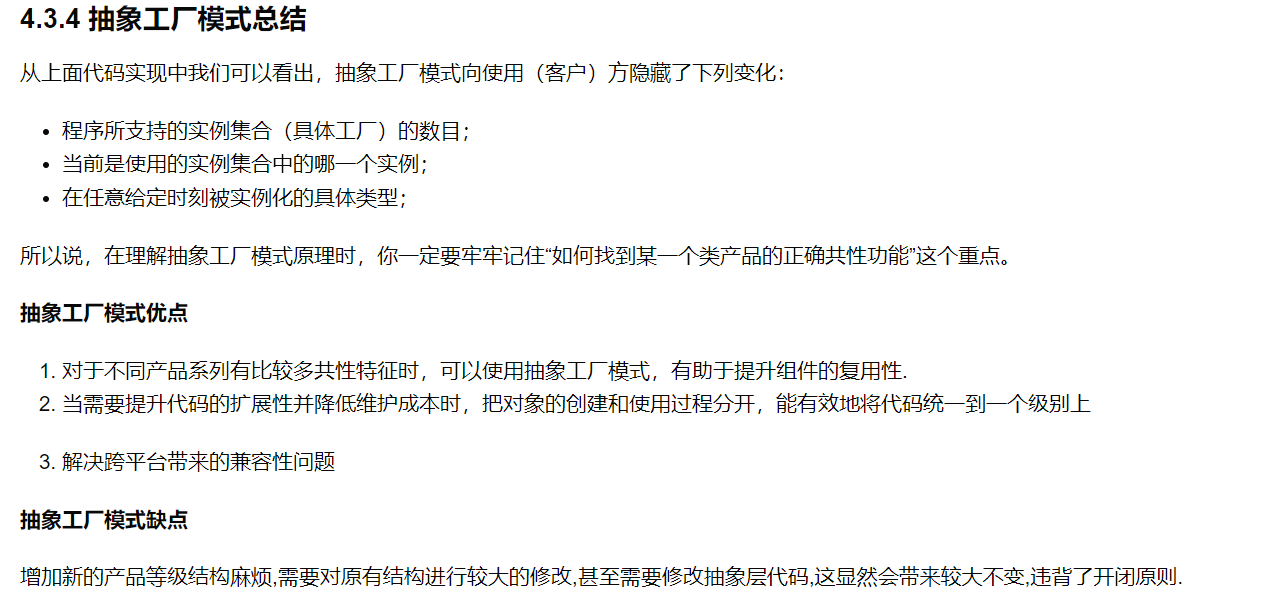 4.3.4 抽象工厂模式总结
从上面代码实现中我们可以看出，抽象工厂模式向使用（客户）方隐藏了下列变化：
• 程序所支持的实例集合（具体工厂）的数目；
• 当前是使用的实例集合中的哪一个实例；
• 在任意给定时刻被实例化的具体类型；
所以说，在理解抽象工厂模式原理时，你一定要牢牢记住“如何找到某一个类产品的正确共性功能”这个重点。
抽象工厂模式优点
1. 对于不同产品系列有比较多共性特征时，可以使用抽象工厂模式，有助于提升组件的复用性.
2. 当需要提升代码的扩展性并降低维护成本时，把对象的创建和使用过程分开，能有效地将代码统一到一个级别上
3. 解决跨平台带来的兼容性问题
抽象工厂模式缺点
增加新的产品等级结构麻烦,需要对原有结构进行较大的修改,甚至需要修改抽象层代码,这显然会带来较大不变,违背了开闭原则.